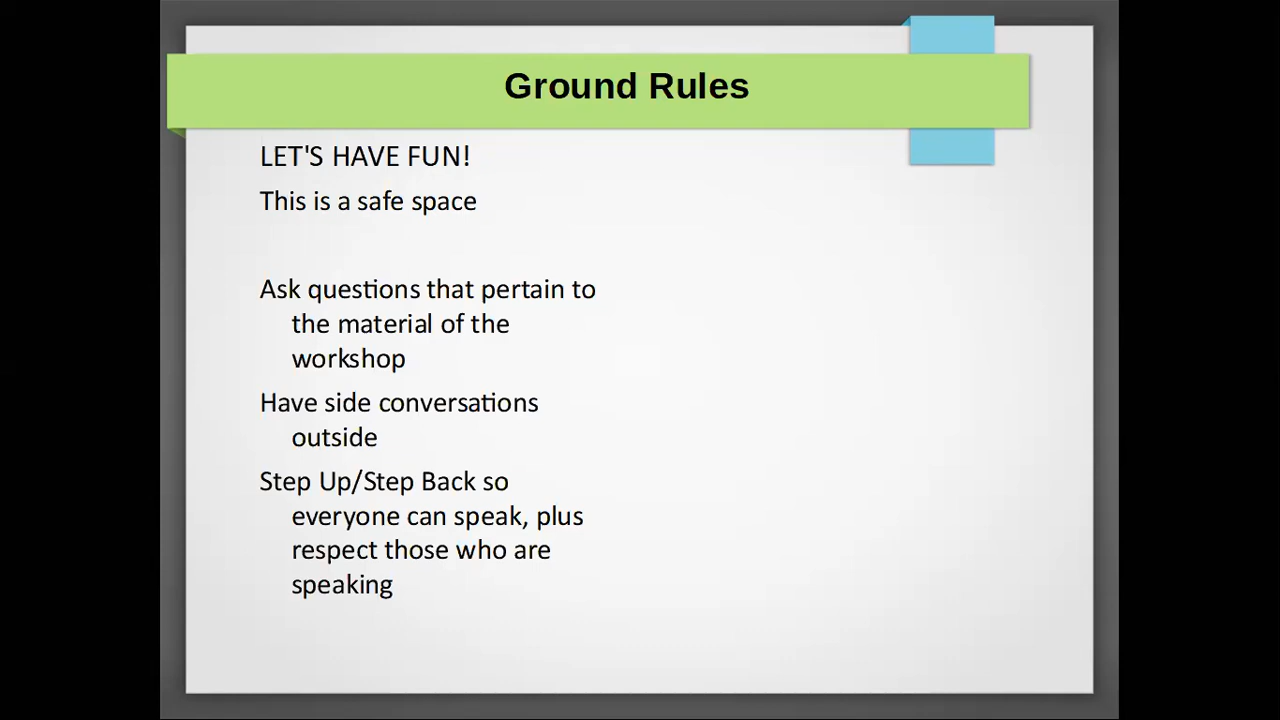 Ground Rules
LET'S HAVE FUN!
This is a safe space
Ask questions that pertain to
the material of the
workshop
Have side conversations
outside
Step Up/Step Back so
everyone can speak, plus
respect those who are
speaking